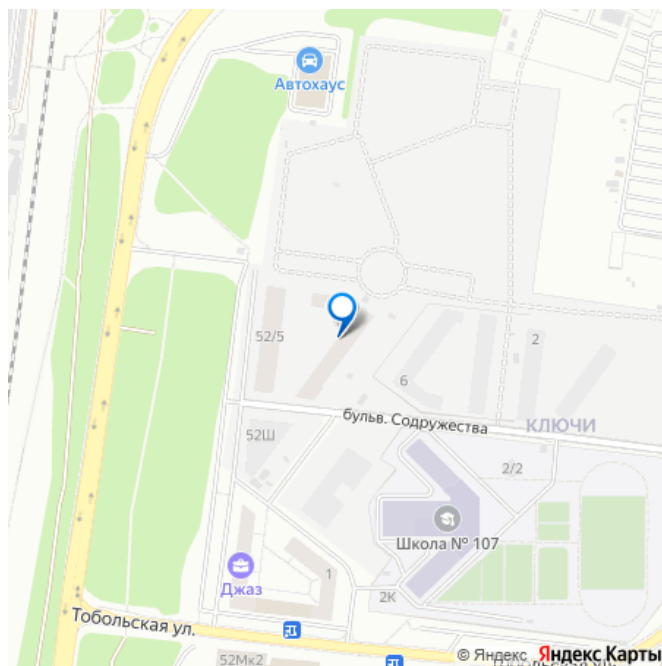 Автохаус
52/5
2
6
бульв. Содружества
КЛЮЧИ
52Ш
2/2
Школа № 107
Джаз
1
2К
Тобольская ул.
52Мк2
© Яндекс Яндекс Карты